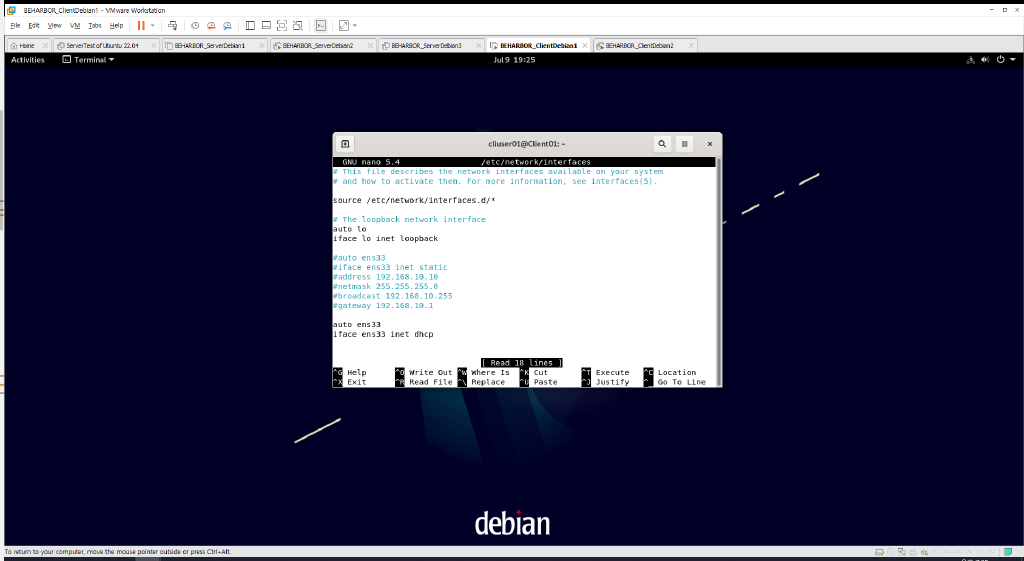 BEHARBOR_ClientDebian1 - VMware Workstation
File Edit View VM Tabs Help
Home ServerTest of Ubuntu 22.04 BEHARBOR_ServerDebian1 BEHARBOR_ServerDebian2 BEHARBOR_ServerDebian3 BEHARBOR_ClientDebian1 BEHARBOR_ClientDebian2
Activities Terminal Jul 9 19:25
cliuser01@Client01: ~
GNU nano 5.4 /etc/network/interfaces
# This file describes the network interfaces available on your system
# and how to activate them. For more information, see interfaces(5).
source /etc/network/interfaces.d/*
# The loopback network interface
auto lo
iface lo inet loopback
#auto ens33
#iface ens33 inet static
#address 192.168.10.10
#netmask 255.255.255.0
#broadcast 192.168.10.255
#gateway 192.168.10.1
auto ens33
iface ens33 inet dhcp
[ Read 18 lines ]
^G Help ^O Write Out ^W Where Is ^K Cut ^T Execute ^C Location
^X Exit ^R Read File ^\ Replace ^U Paste ^J Justify ^_ Go To Line
debian
To return to your computer, move the mouse pointer outside or press Ctrl+Alt.